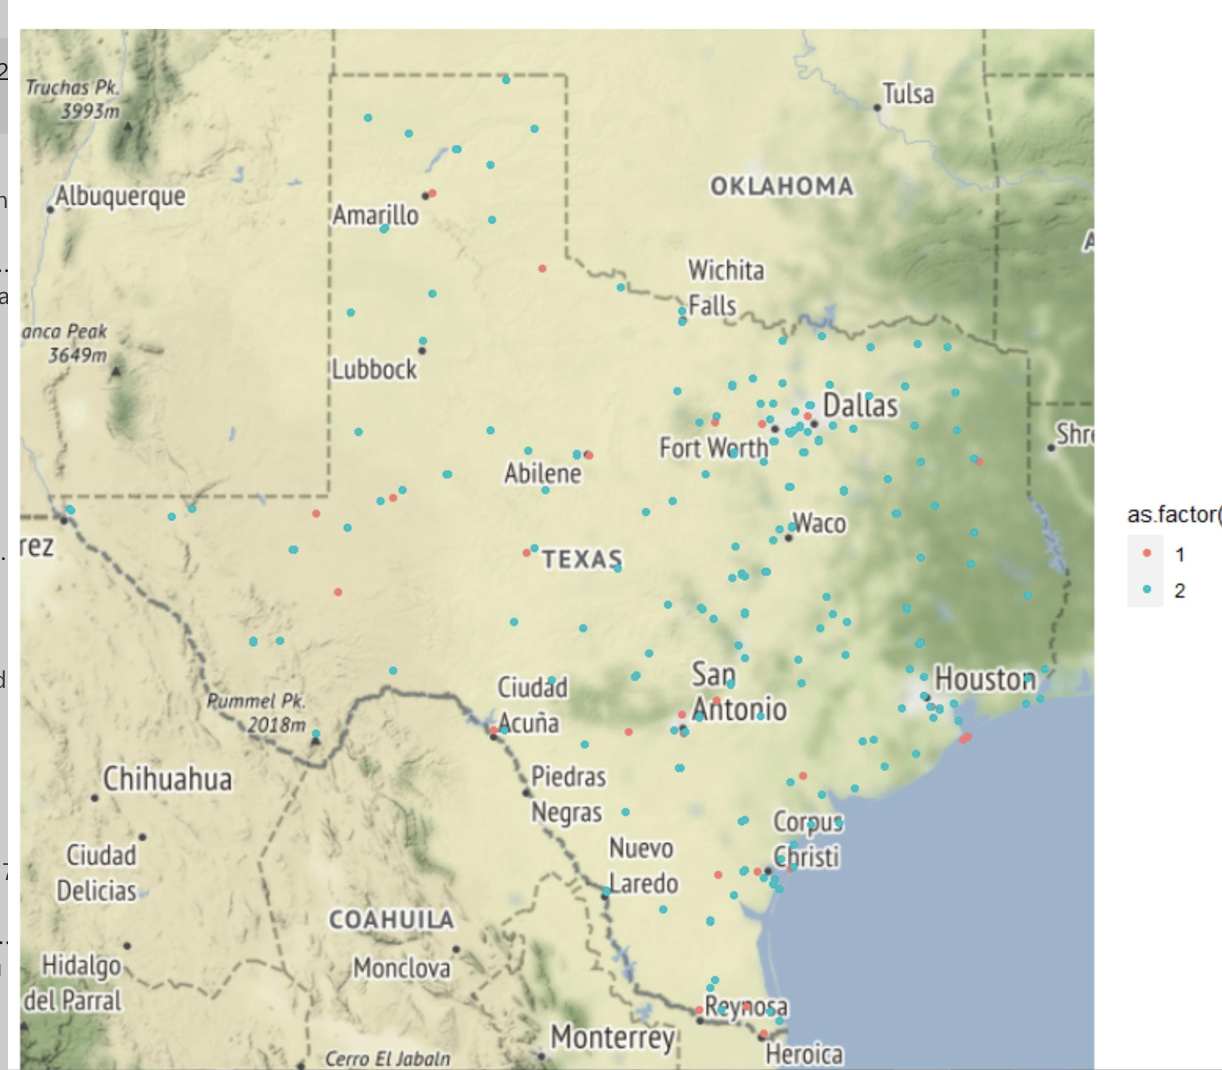 Truchas Pk.
3993m
Tulsa
Albuquerque
OKLAHOMA
Amarillo
Wichita
Falls
anca Peak
3649m
Lubbock
Dallas
Fort Worth
Shre
Abilene
Waco
as.factor(
rez
TEXAS
1
2
San
Antonio
Houston
Ciudad
Acuña
Pummel Pk.
2018m
Chihuahua
Piedras
Negras
Corpus
Christi
Ciudad
Delicias
Nuevo
Laredo
COAHUILA
Monclova
Hidalgo
del Parral
Reynosa
Monterrey
Heroica
Cerro El Jabaln